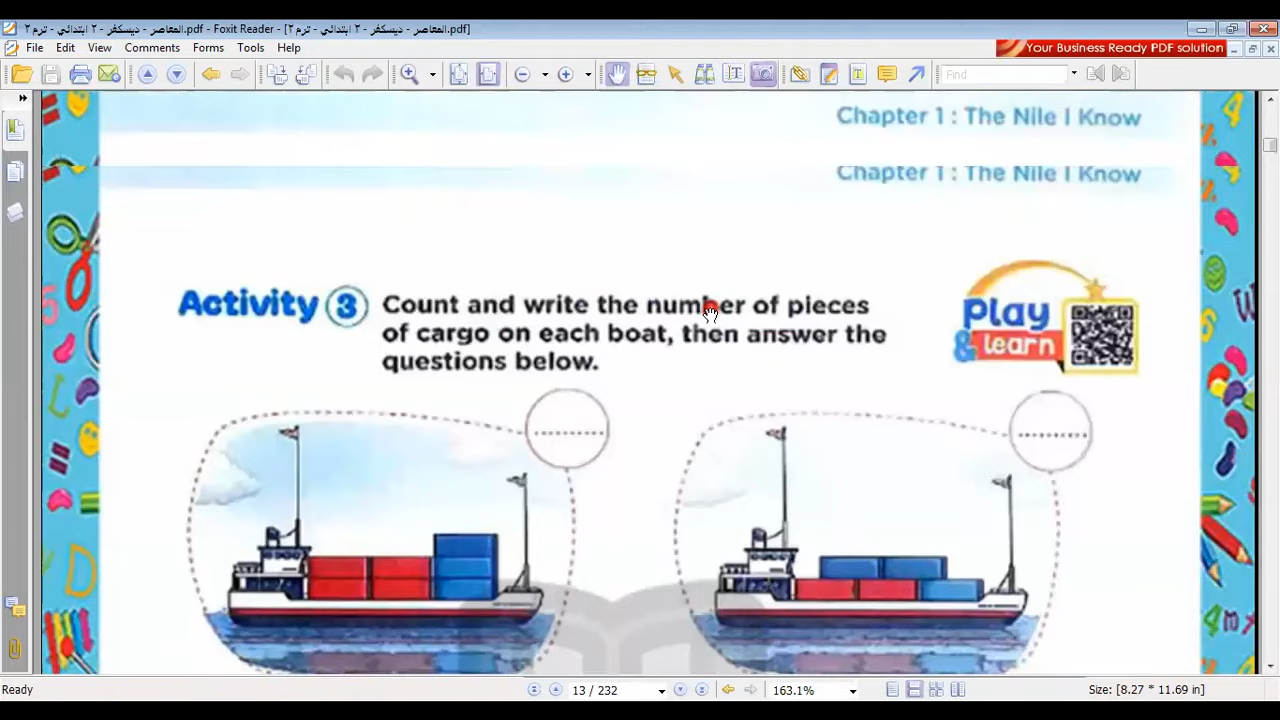 المعاصر - ديسكفر - ٢ ابتدائي - ترم ٢.pdf - Foxit Reader - [المعاصر - ديسكفر - ٢ ابتدائي - ترم ٢.pdf]
File Edit View Comments Forms Tools Help
Your Business Ready PDF solution
Find
Chapter 1 : The Nile I Know
Chapter 1 : The Nile I Know
Activity 3 Count and write the number of pieces
of cargo on each boat, then answer the
questions below.
Play
& learn
Ready
13 / 232
163.1%
Size: [8.27 * 11.69 in]